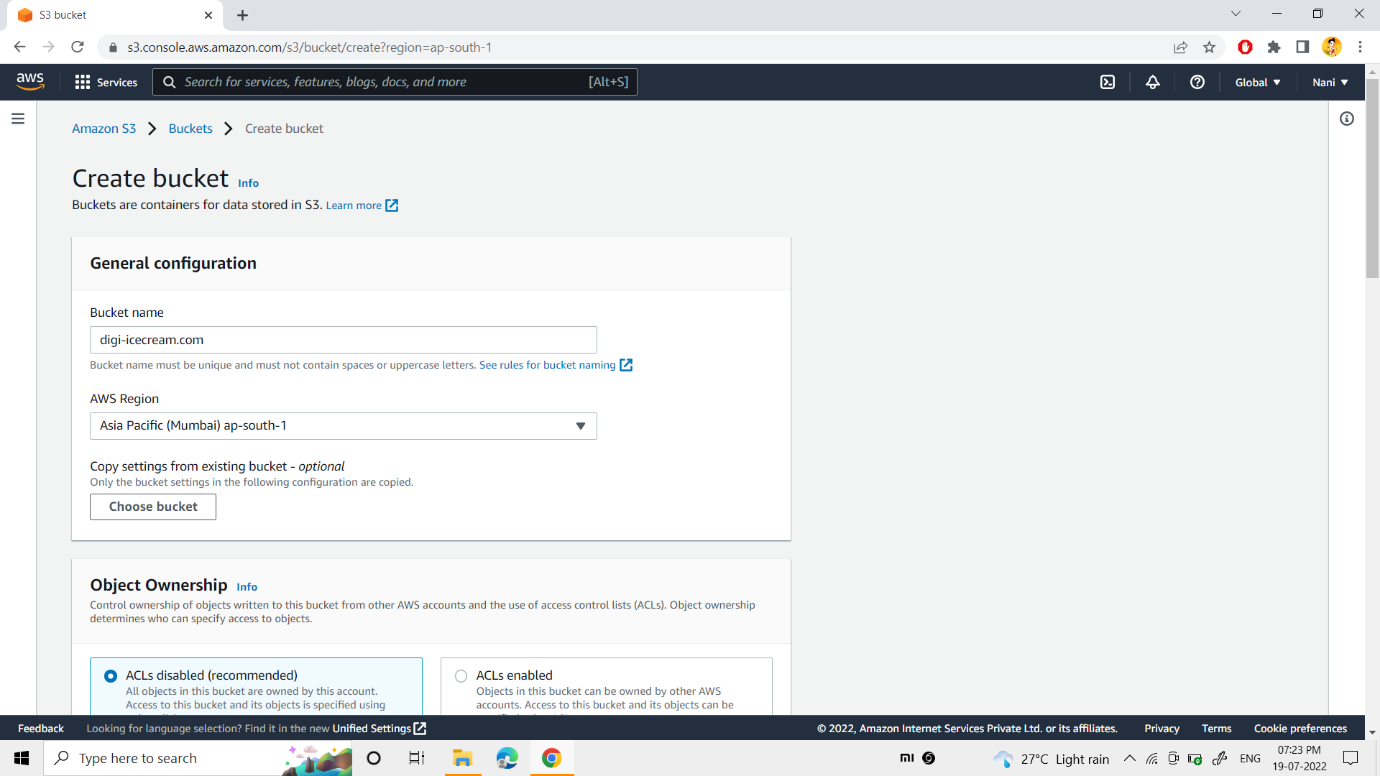 S3 bucket
s3.console.aws.amazon.com/s3/bucket/create?region=ap-south-1
aws
Services
Search for services, features, blogs, docs, and more
[Alt+S]
Global
Nani
Amazon S3 > Buckets > Create bucket
Create bucket Info
Buckets are containers for data stored in S3. Learn more
General configuration
Bucket name
digi-icecream.com
Bucket name must be unique and must not contain spaces or uppercase letters. See rules for bucket naming
AWS Region
Asia Pacific (Mumbai) ap-south-1
Copy settings from existing bucket - optional
Only the bucket settings in the following configuration are copied.
Choose bucket
Object Ownership Info
Control ownership of objects written to this bucket from other AWS accounts and the use of access control lists (ACLs). Object ownership
determines who can specify access to objects.
ACLs disabled (recommended)
All objects in this bucket are owned by this account.
Access to this bucket and its objects is specified using
ACLs enabled
Objects in this bucket can be owned by other AWS
accounts. Access to this bucket and its objects can be
Feedback
Looking for language selection? Find it in the new Unified Settings
© 2022, Amazon Internet Services Private Ltd. or its affiliates.
Privacy
Terms
Cookie preferences
Type here to search
27°C Light rain
ENG
07:23 PM
19-07-2022